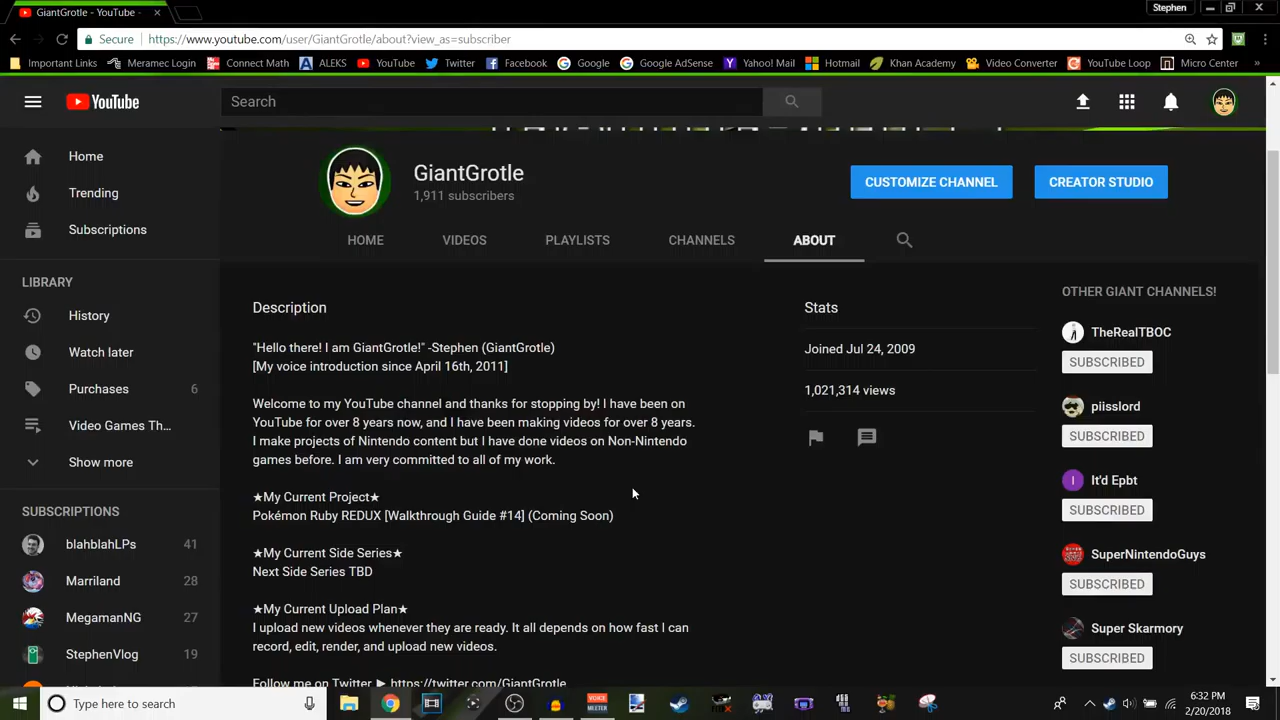 GiantGrotle - YouTube -
Stephen
Secure
https://www.youtube.com/user/GiantGrotle/about?view_as=subscriber
Important Links
Meramec Login
Connect Math
ALEKS
YouTube
Twitter
Facebook
Google
Google AdSense
Yahoo! Mail
Hotmail
Khan Academy
Video Converter
YouTube Loop
Micro Center
»
YouTube
Search
Home
Trending
Subscriptions
LIBRARY
History
Watch later
Purchases 6
Video Games Th...
Show more
SUBSCRIPTIONS
blahblahLPs 41
Marriland 28
MegamanNG 27
StephenVlog 19
GiantGrotle
1,911 subscribers
CUSTOMIZE CHANNEL
CREATOR STUDIO
HOME
VIDEOS
PLAYLISTS
CHANNELS
ABOUT
Description
"Hello there! I am GiantGrotle!" -Stephen (GiantGrotle)
[My voice introduction since April 16th, 2011]
Welcome to my YouTube channel and thanks for stopping by! I have been on
YouTube for over 8 years now, and I have been making videos for over 8 years.
I make projects of Nintendo content but I have done videos on Non-Nintendo
games before. I am very committed to all of my work.
★My Current Project★
Pokémon Ruby REDUX [Walkthrough Guide #14] (Coming Soon)
★My Current Side Series★
Next Side Series TBD
★My Current Upload Plan★
I upload new videos whenever they are ready. It all depends on how fast I can
record, edit, render, and upload new videos.
Follow me on Twitter ► https://twitter.com/GiantGrotle
Stats
Joined Jul 24, 2009
1,021,314 views
OTHER GIANT CHANNELS!
TheRealTBOC
SUBSCRIBED
piisslord
SUBSCRIBED
It'd Epbt
SUBSCRIBED
SuperNintendoGuys
SUBSCRIBED
Super Skarmory
SUBSCRIBED
Type here to search
VOICE
MEETER
6:32 PM
2/20/2018